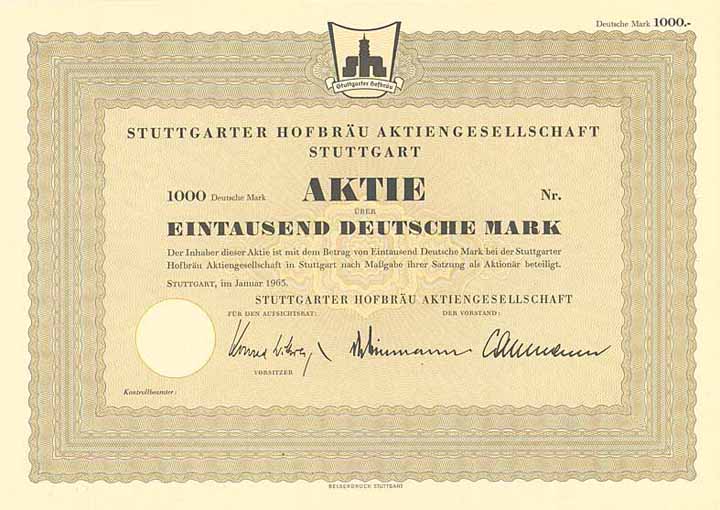 Deutsche Mark 1000.-
Stuttgarter Hofbräu
STUTTGARTER HOFBRÄU AKTIENGESELLSCHAFT
STUTTGART
1000 Deutsche Mark AKTIE Nr.
ÜBER
EINTAUSEND DEUTSCHE MARK
Der Inhaber dieser Aktie ist mit dem Betrag von Eintausend Deutsche Mark bei der Stuttgarter
Hofbräu Aktiengesellschaft in Stuttgart nach Maßgabe ihrer Satzung als Aktionär beteiligt.
STUTTGART, im Januar 1965.
STUTTGARTER HOFBRÄU AKTIENGESELLSCHAFT
FÜR DEN AUFSICHTSRAT: DER VORSTAND:
VORSITZER
Kontrollbeamter:
BELSERDRUCK STUTTGART